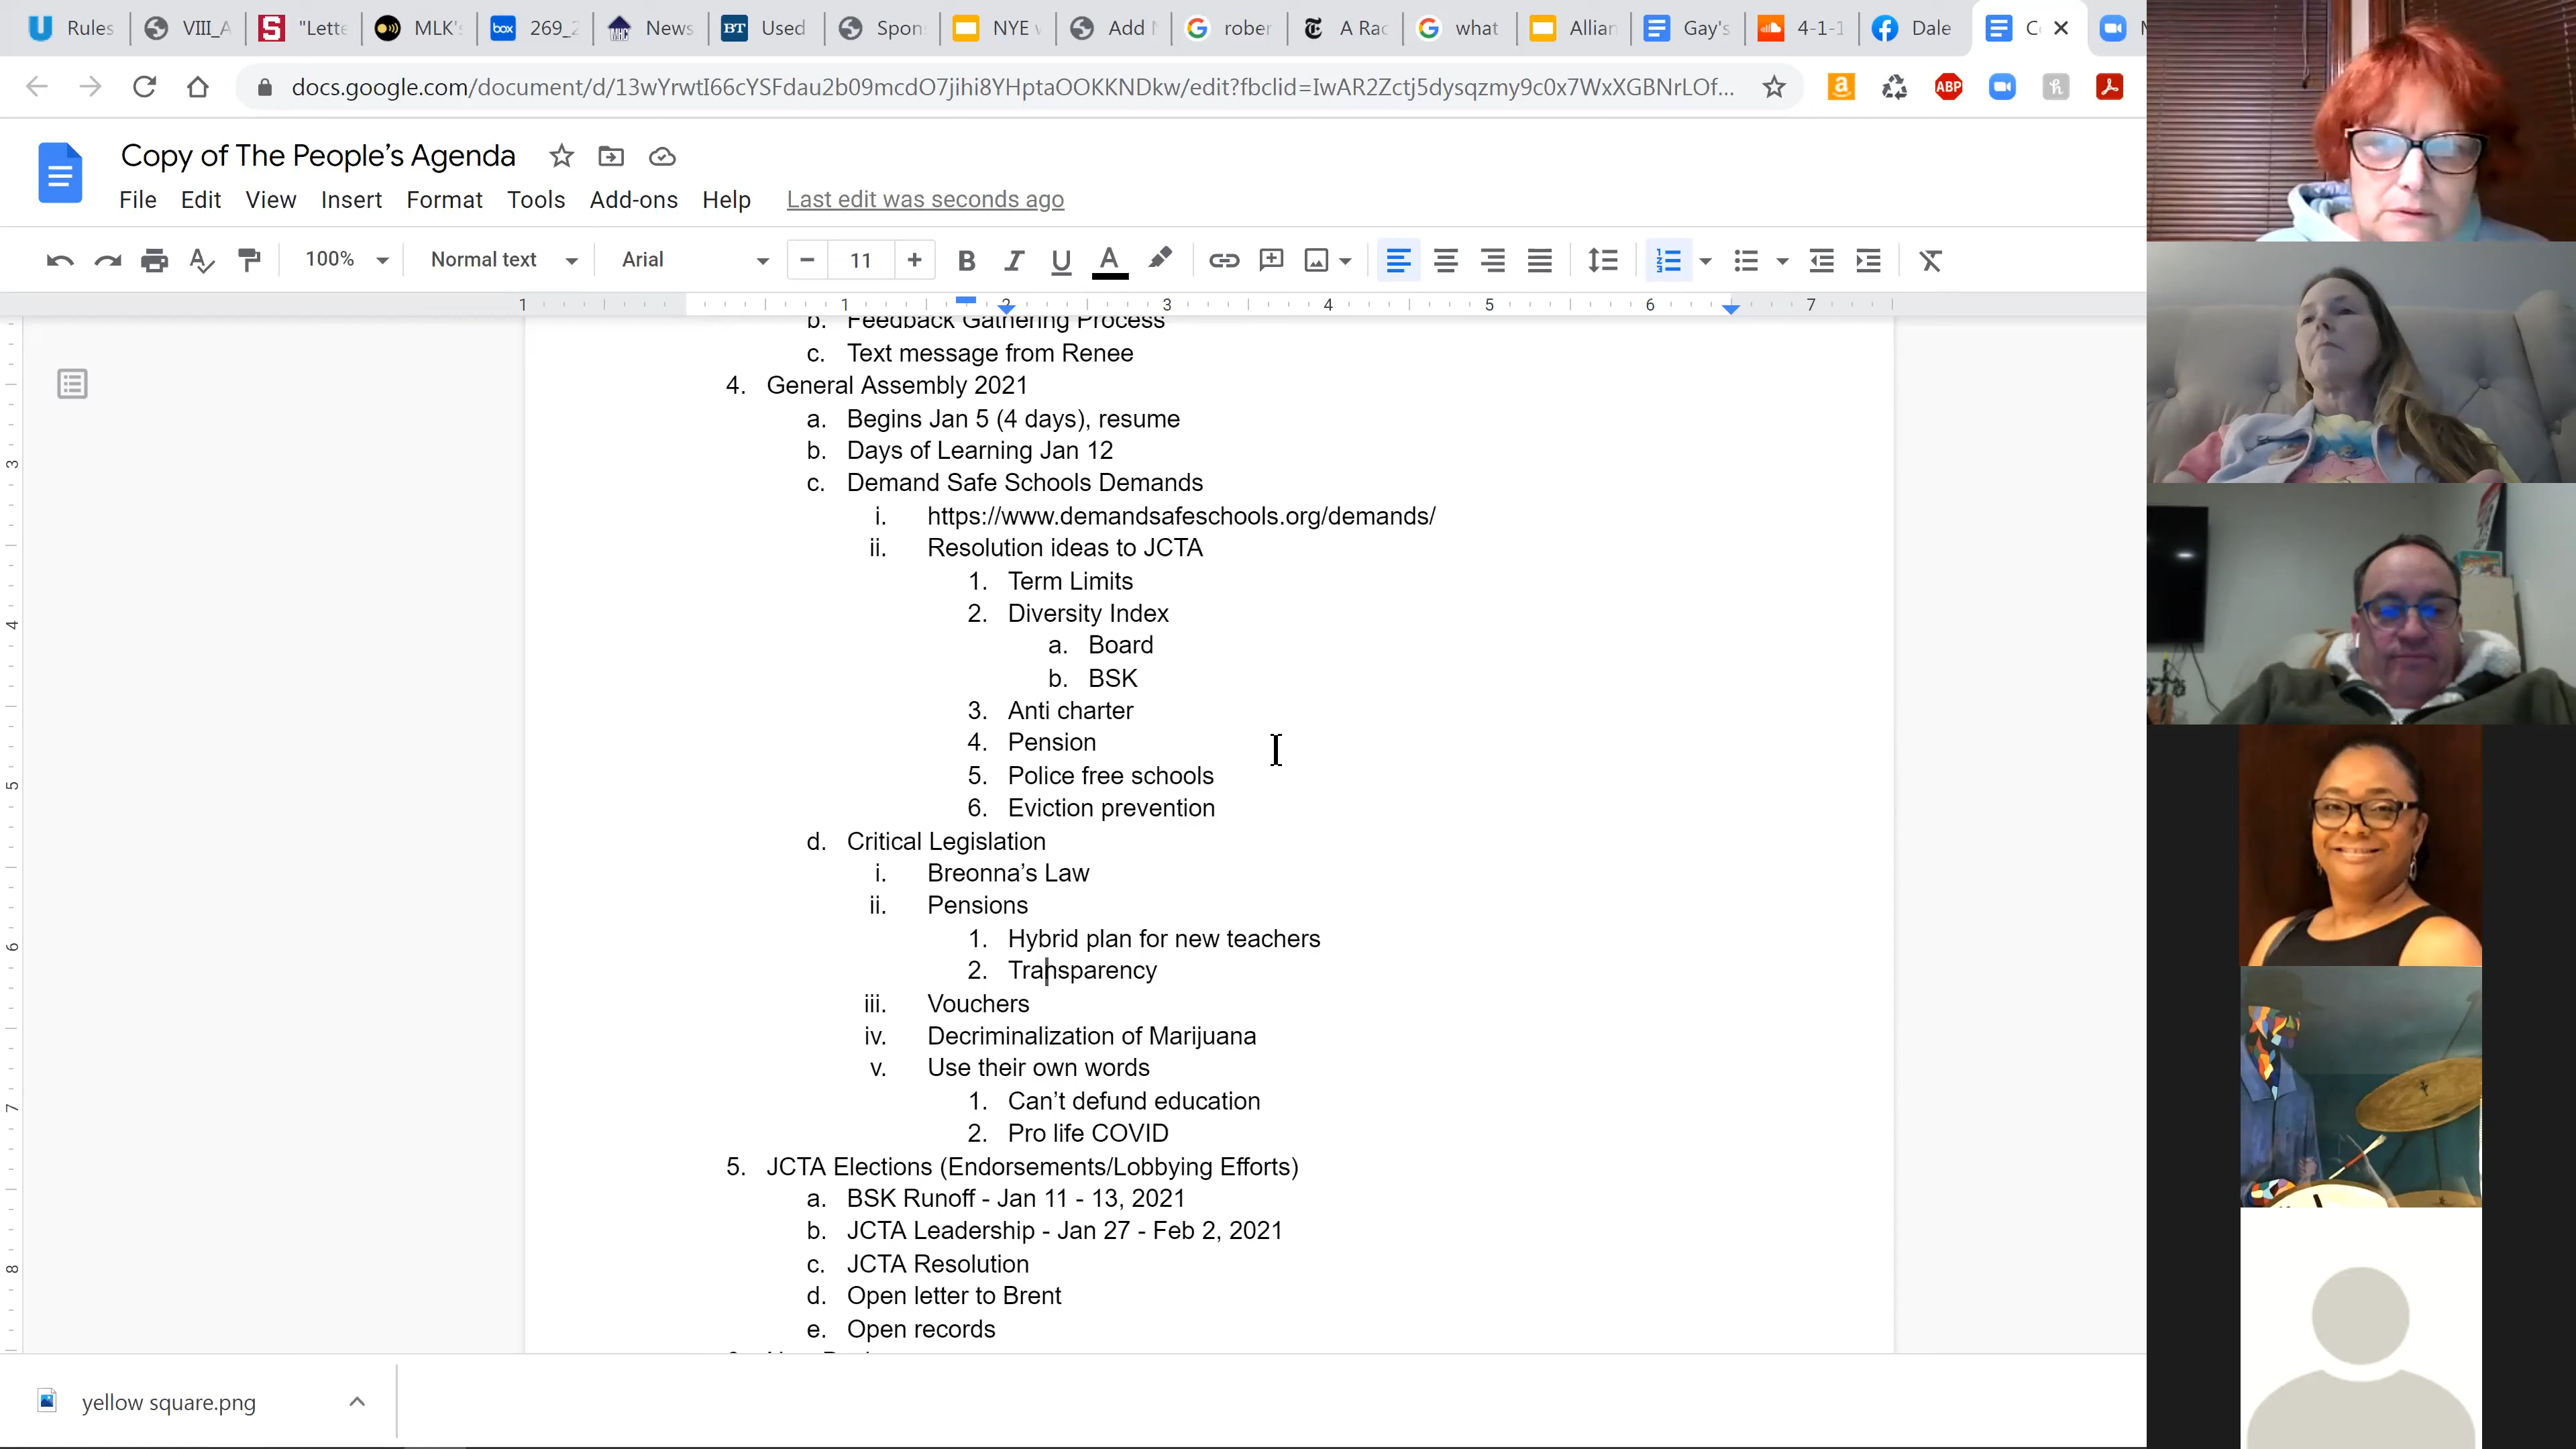 Rules
VIII_A
"Lette
MLK's
269_2
News
Used
Spon
NYE
Add
rober
A Rac
what
Allian
Gay's
4-1-1
Dale
docs.google.com/document/d/13wYrwtI66cYSFdau2b09mcdO7jihi8YHptaOOKKNDkw/edit?fbclid=IwAR2Zctj5dysqzmy9c0x7WxXGBNrLOf...
Copy of The People's Agenda
File Edit View Insert Format Tools Add-ons Help Last edit was seconds ago
100% Normal text Arial 11
1 1 2 3 4 5 6 7
b. Feedback Gathering Process
c. Text message from Renee
4. General Assembly 2021
a. Begins Jan 5 (4 days), resume
b. Days of Learning Jan 12
c. Demand Safe Schools Demands
i. https://www.demandsafeschools.org/demands/
ii. Resolution ideas to JCTA
1. Term Limits
2. Diversity Index
a. Board
b. BSK
3. Anti charter
4. Pension
5. Police free schools
6. Eviction prevention
d. Critical Legislation
i. Breonna's Law
ii. Pensions
1. Hybrid plan for new teachers
2. Transparency
iii. Vouchers
iv. Decriminalization of Marijuana
v. Use their own words
1. Can't defund education
2. Pro life COVID
5. JCTA Elections (Endorsements/Lobbying Efforts)
a. BSK Runoff - Jan 11 - 13, 2021
b. JCTA Leadership - Jan 27 - Feb 2, 2021
c. JCTA Resolution
d. Open letter to Brent
e. Open records
yellow square.png